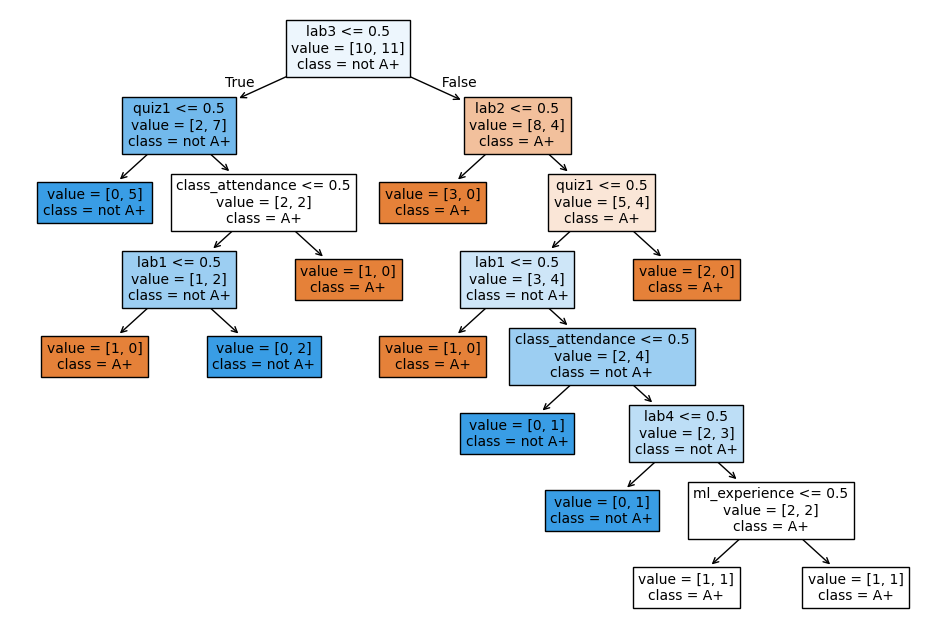 lab3 <= 0.5
value = [10, 11]
class = not A+
True
False
quiz1 <= 0.5
value = [2, 7]
class = not A+
lab2 <= 0.5
value = [8, 4]
class = A+
value = [0, 5]
class = not A+
class_attendance <= 0.5
value = [2, 2]
class = A+
value = [3, 0]
class = A+
quiz1 <= 0.5
value = [5, 4]
class = A+
lab1 <= 0.5
value = [1, 2]
class = not A+
value = [1, 0]
class = A+
lab1 <= 0.5
value = [3, 4]
class = not A+
value = [2, 0]
class = A+
value = [1, 0]
class = A+
value = [0, 2]
class = not A+
value = [1, 0]
class = A+
class_attendance <= 0.5
value = [2, 4]
class = not A+
value = [0, 1]
class = not A+
lab4 <= 0.5
value = [2, 3]
class = not A+
value = [0, 1]
class = not A+
ml_experience <= 0.5
value = [2, 2]
class = A+
value = [1, 1]
class = A+
value = [1, 1]
class = A+